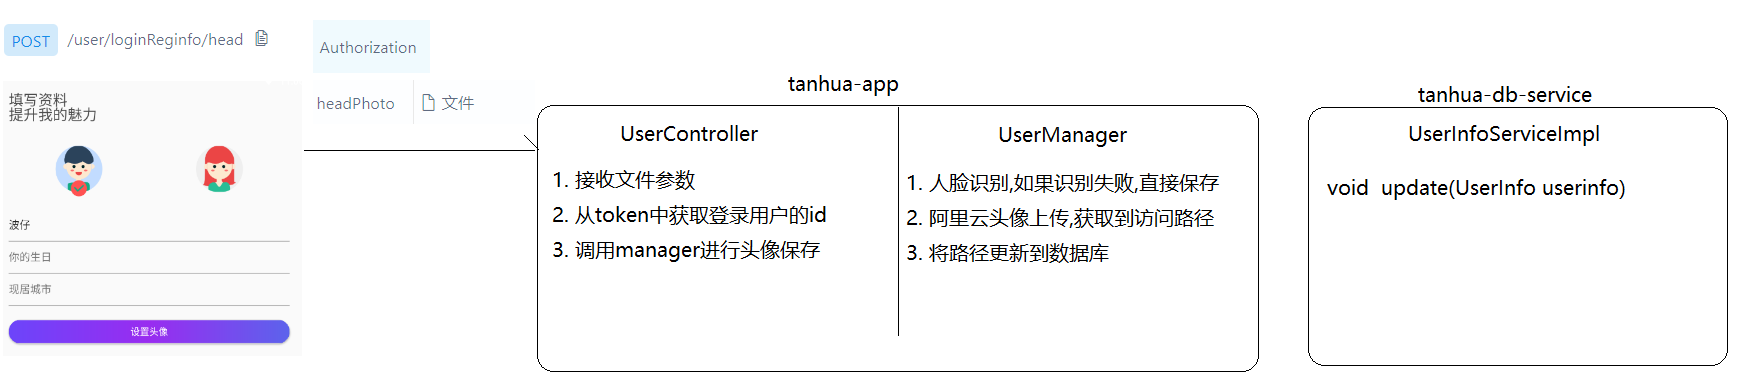 POST /user/loginReginfo/head
Authorization
headPhoto 文件
填写资料
提升我的魅力
波仔
你的生日
现居城市
设置头像
tanhua-app
UserController
1. 接收文件参数
2. 从token中获取登录用户的id
3. 调用manager进行头像保存
UserManager
1. 人脸识别,如果识别失败,直接保存
2. 阿里云头像上传,获取到访问路径
3. 将路径更新到数据库
tanhua-db-service
UserInfoServiceImpl
void update(UserInfo userinfo)